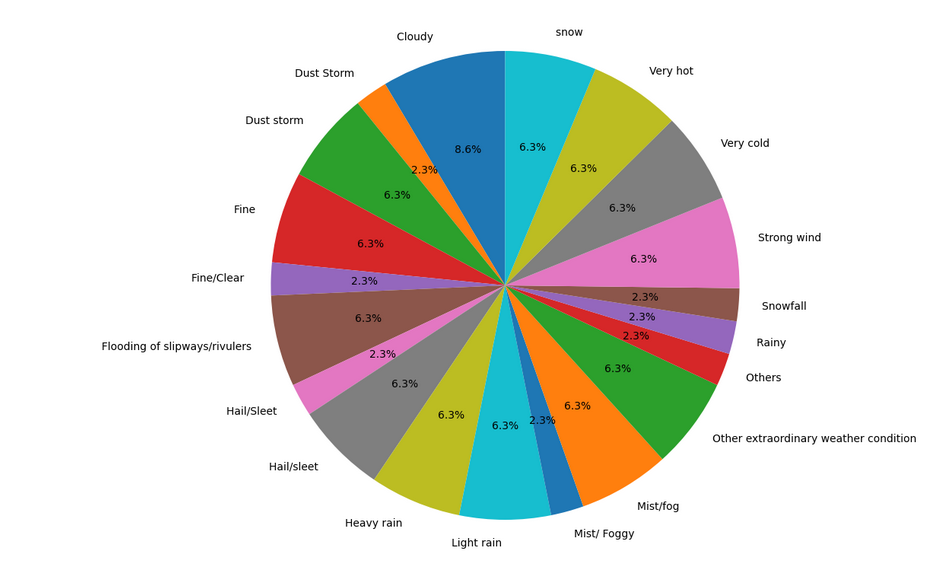 snow
Cloudy
Very hot
Dust Storm
Dust storm
Very cold
8.6%
6.3%
6.3%
2.3%
6.3%
6.3%
Fine
Strong wind
6.3%
6.3%
Fine/Clear
2.3%
2.3%
Snowfall
6.3%
2.3%
2.3%
Rainy
Flooding of slipways/rivulers
2.3%
6.3%
Others
6.3%
6.3%
Hail/Sleet
6.3%
2.3%
6.3%
Other extraordinary weather condition
Hail/sleet
Mist/fog
Heavy rain
Mist/ Foggy
Light rain